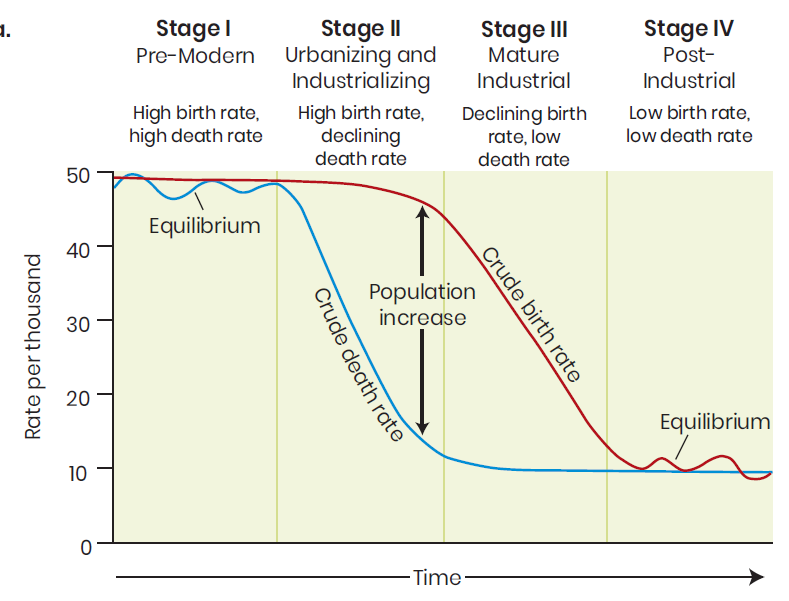 a.
Stage I
Pre-Modern
High birth rate,
high death rate
Stage II
Urbanizing and
Industrializing
High birth rate,
declining
death rate
Stage III
Mature
Industrial
Declining birth
rate, low
death rate
Stage IV
Post-
Industrial
Low birth rate,
low death rate
Rate per thousand
50
40
30
20
10
0
Equilibrium
Crude death rate
Population
increase
Crude birth rate
Equilibrium
Time